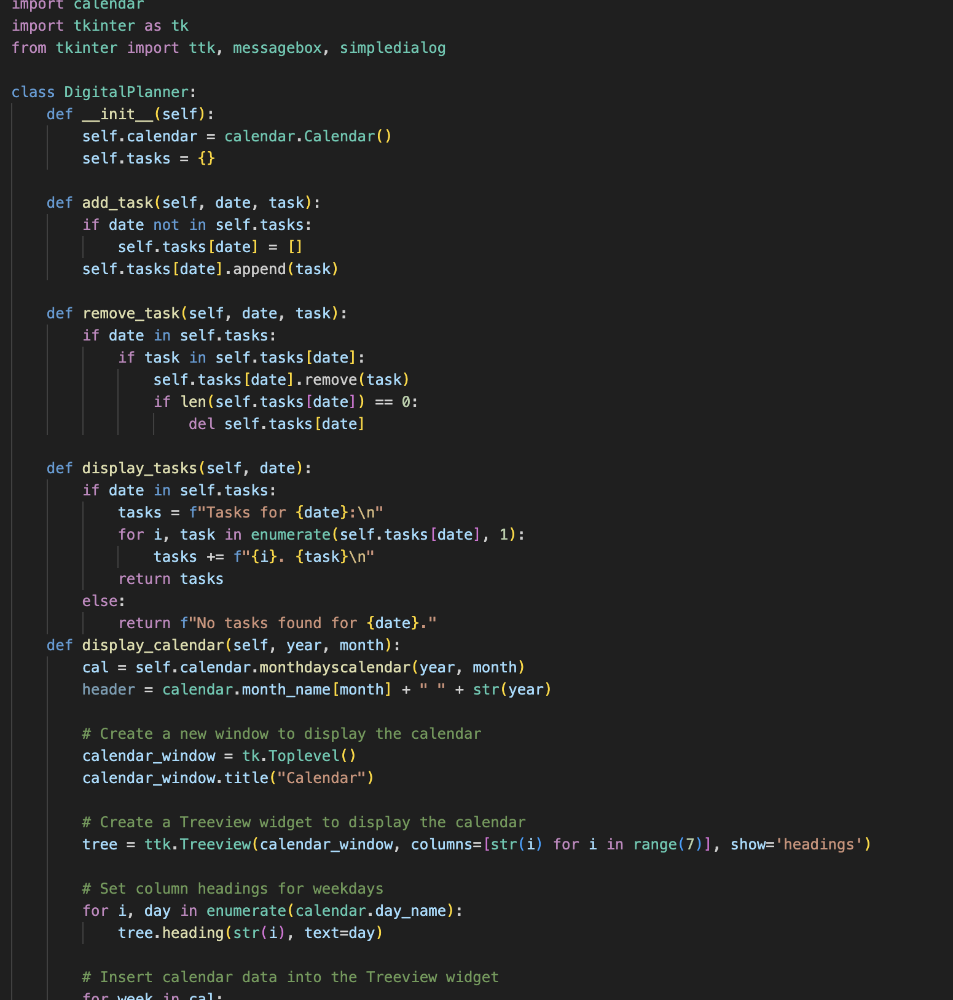 import calendar
import tkinter as tk
from tkinter import ttk, messagebox, simpledialog
class DigitalPlanner:
    def __init__(self):
        self.calendar = calendar.Calendar()
        self.tasks = {}
    def add_task(self, date, task):
        if date not in self.tasks:
            self.tasks[date] = []
        self.tasks[date].append(task)
    def remove_task(self, date, task):
        if date in self.tasks:
            if task in self.tasks[date]:
                self.tasks[date].remove(task)
                if len(self.tasks[date]) == 0:
                    del self.tasks[date]
    def display_tasks(self, date):
        if date in self.tasks:
            tasks = f"Tasks for {date}:\n"
            for i, task in enumerate(self.tasks[date], 1):
                tasks += f"{i}. {task}\n"
            return tasks
        else:
            return f"No tasks found for {date}."
    def display_calendar(self, year, month):
        cal = self.calendar.monthdayscalendar(year, month)
        header = calendar.month_name[month] + " " + str(year)
        # Create a new window to display the calendar
        calendar_window = tk.Toplevel()
        calendar_window.title("Calendar")
        # Create a Treeview widget to display the calendar
        tree = ttk.Treeview(calendar_window, columns=[str(i) for i in range(7)], show='headings')
        # Set column headings for weekdays
        for i, day in enumerate(calendar.day_name):
            tree.heading(str(i), text=day)
        # Insert calendar data into the Treeview widget
        for week in cal: